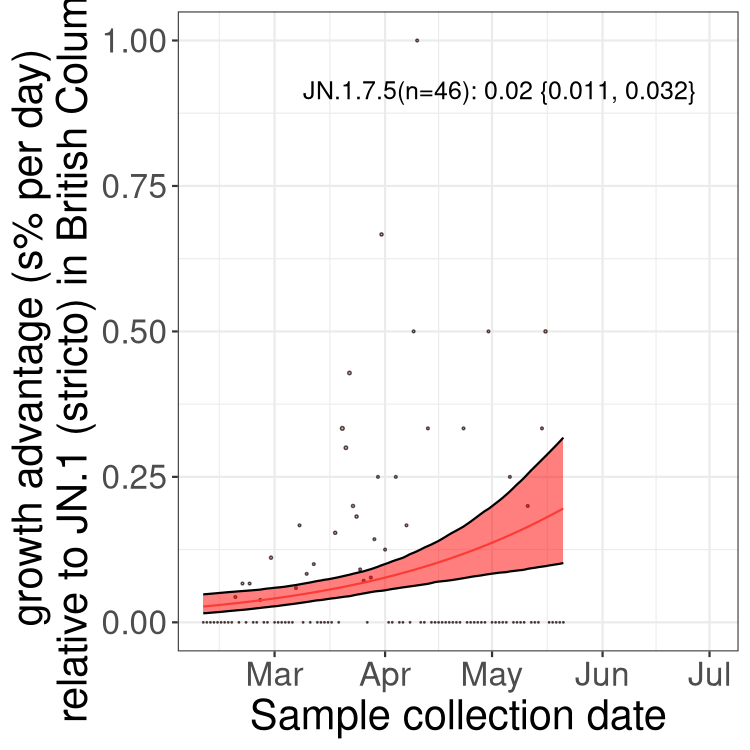 growth advantage (s% per day)
relative to JN.1 (stricto) in British Colum
1.00
0.75
0.50
0.25
0.00
JN.1.7.5(n=46): 0.02 {0.011, 0.032}
Mar Apr May Jun Jul
Sample collection date